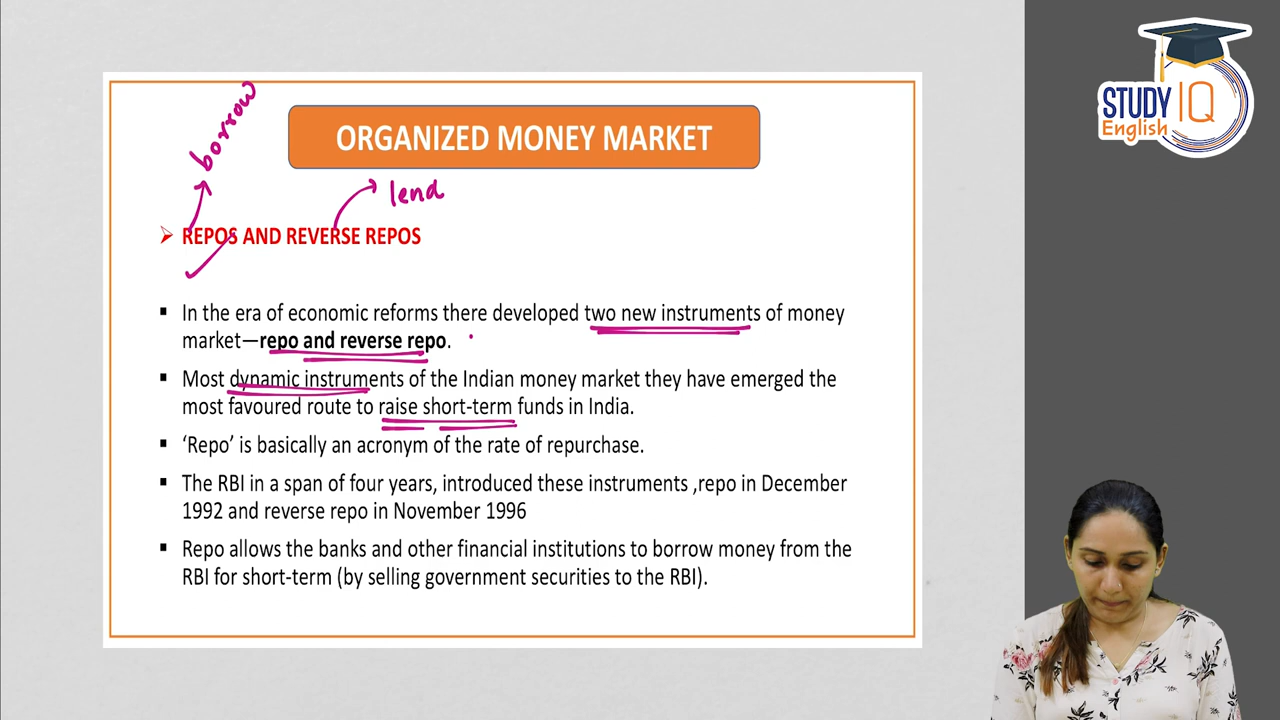 STUDY IQ
English
borrow
ORGANIZED MONEY MARKET
lend
➢ REPOS AND REVERSE REPOS
▪ In the era of economic reforms there developed two new instruments of money
market—repo and reverse repo.
▪ Most dynamic instruments of the Indian money market they have emerged the
most favoured route to raise short-term funds in India.
▪ ‘Repo’ is basically an acronym of the rate of repurchase.
▪ The RBI in a span of four years, introduced these instruments ,repo in December
1992 and reverse repo in November 1996
▪ Repo allows the banks and other financial institutions to borrow money from the
RBI for short-term (by selling government securities to the RBI).